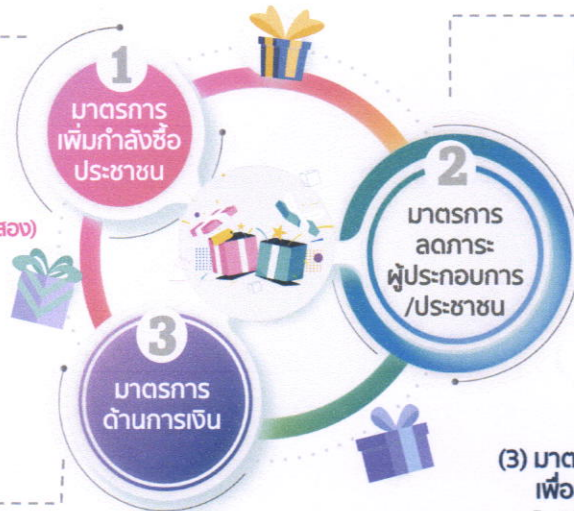 1
มาตรการ
เพิ่มกำลังซื้อ
ประชาชน
2
มาตรการ
ลดภาระ
ผู้ประกอบการ
/ประชาชน
สอง)
3
มาตรการ
ด้านการเงิน
(3) มาต
เพื่อ